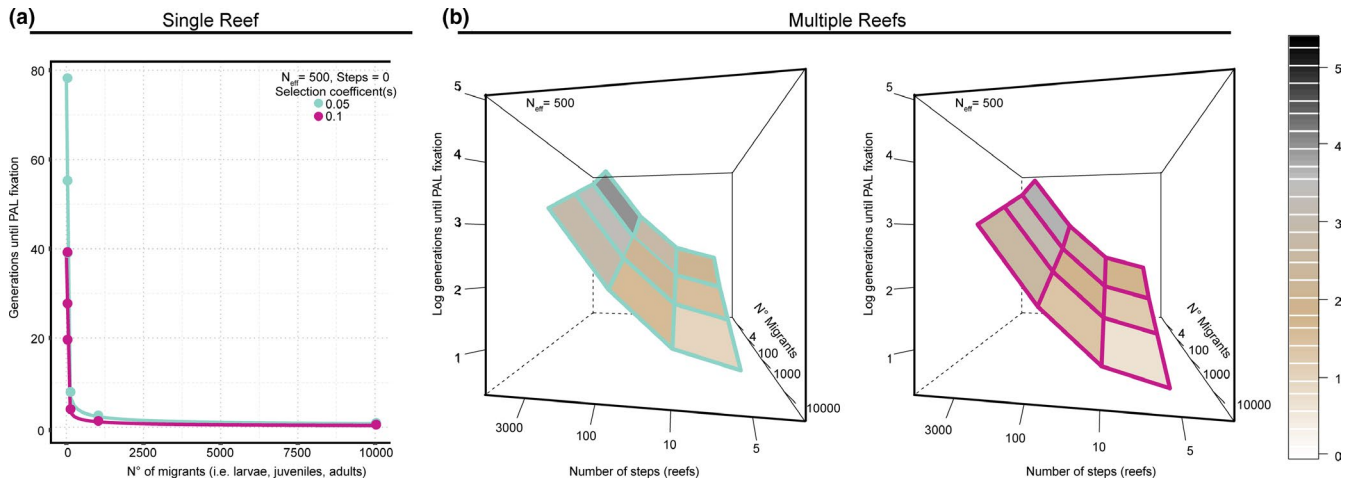 (a)
Single Reef
80
60
40
20
0
Generations until PAL fixation
0
2500
5000
7500
10000
N° of migrants (i.e. larvae, juveniles, adults)
Neff= 500, Steps = 0
Selection coefficent(s)
0.05
0.1
(b)
Multiple Reefs
Neff= 500
5
4
3
2
1
Log generations until PAL fixation
N° Migrants
4
100
1000
10000
3000
100
10
5
Number of steps (reefs)
Neff= 500
5
4
3
2
1
Log generations until PAL fixation
N° Migrants
4
100
1000
10000
3000
100
10
5
Number of steps (reefs)
5
4
3
2
1
0